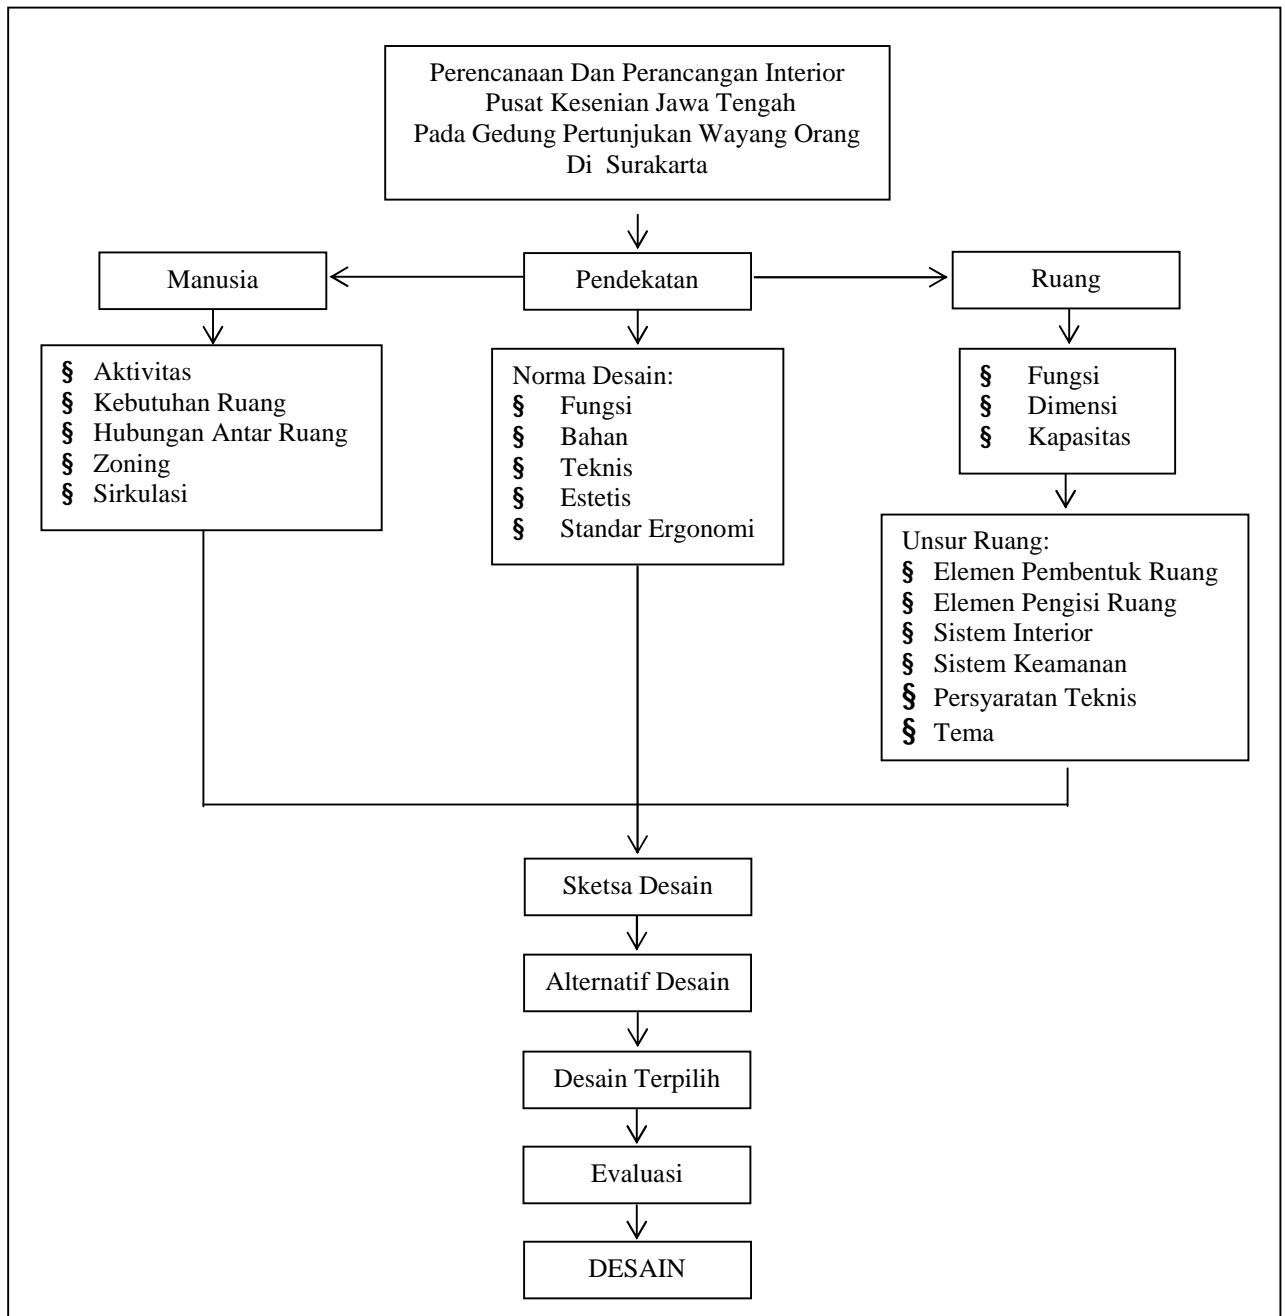 Perencanaan Dan Perancangan Interior
Pusat Kesenian Jawa Tengah
Pada Gedung Pertunjukan Wayang Orang
Di Surakarta
Manusia
Pendekatan
Ruang
§ Aktivitas
§ Kebutuhan Ruang
§ Hubungan Antar Ruang
§ Zoning
§ Sirkulasi
Norma Desain:
§ Fungsi
§ Bahan
§ Teknis
§ Estetis
§ Standar Ergonomi
§ Fungsi
§ Dimensi
§ Kapasitas
Unsur Ruang:
§ Elemen Pembentuk Ruang
§ Elemen Pengisi Ruang
§ Sistem Interior
§ Sistem Keamanan
§ Persyaratan Teknis
§ Tema
Sketsa Desain
Alternatif Desain
Desain Terpilih
Evaluasi
DESAIN